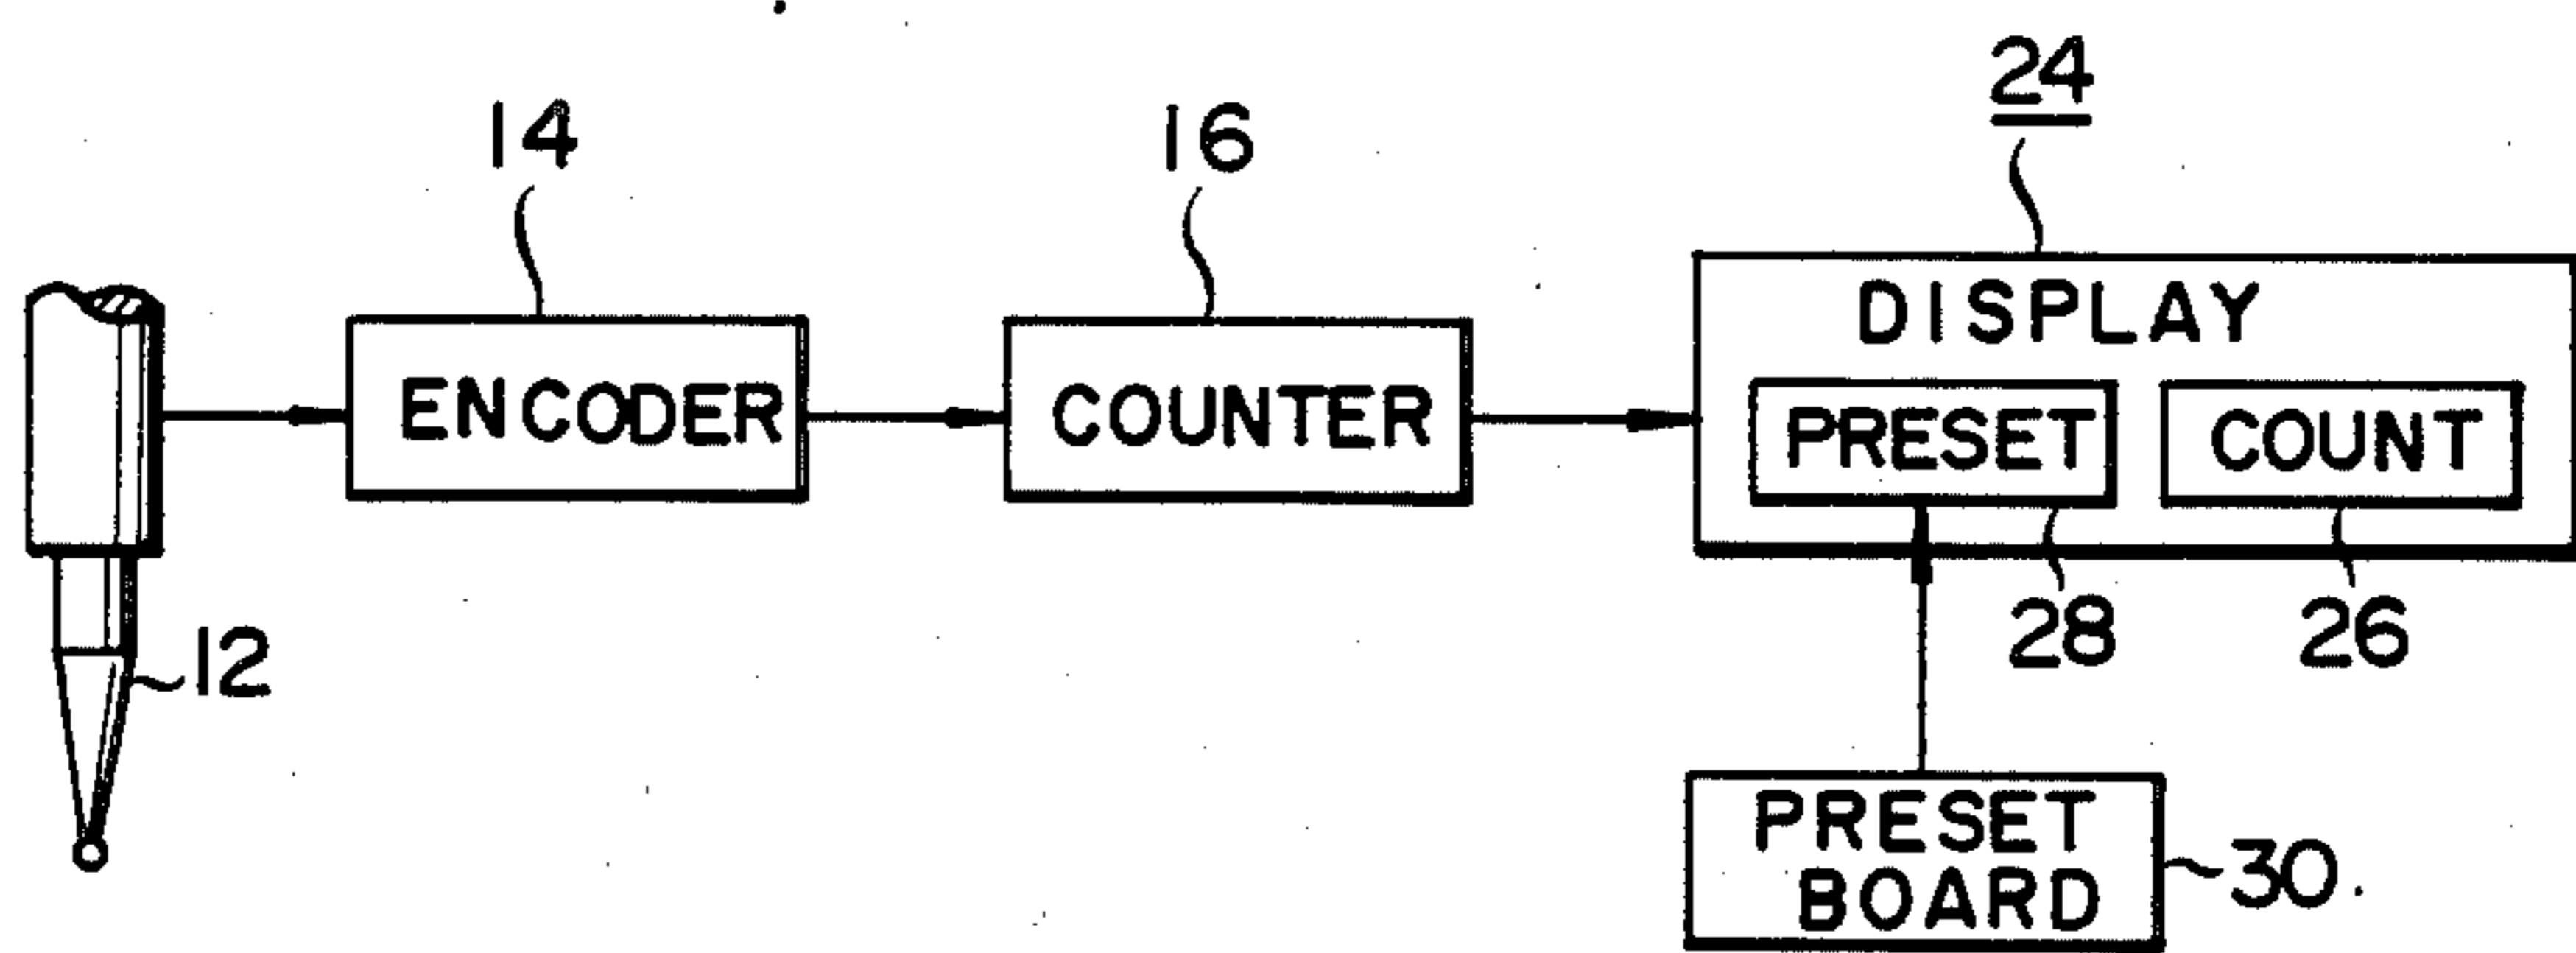 24
14
16
DISPLAY
ENCODER
COUNTER
PRESET
COUNT
12
28
26
PRESET
BOARD
30